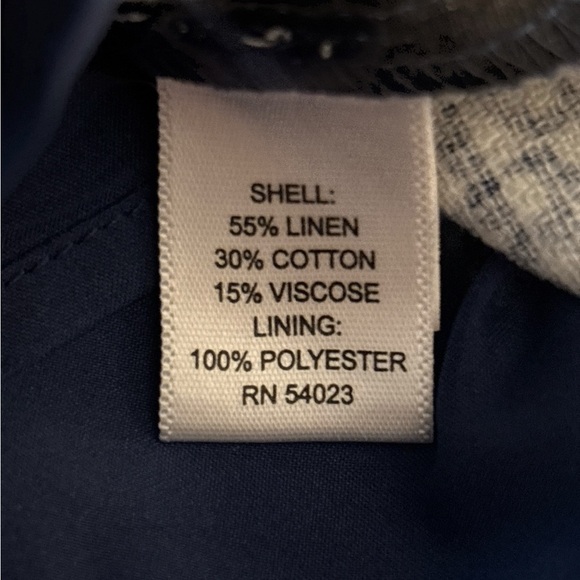 SHELL:
55% LINEN
30% COTTON
15% VISCOSE
LINING:
100% POLYESTER
RN 54023